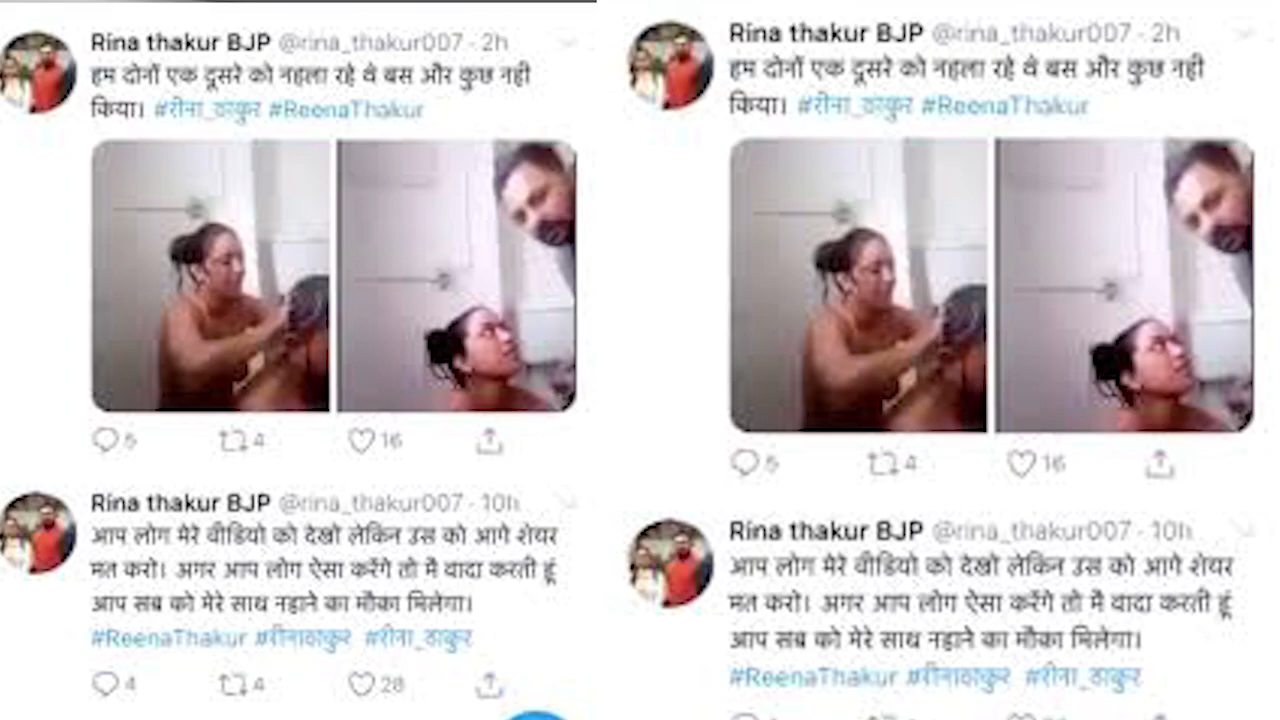 Rina thakur BJP @rina_thakur007 · 2h
हम दोनों एक दूसरे को नहला रहे थे बस और कुछ नही
किया। #रीना_ठाकुर #ReenaThakur
5 4 16
Rina thakur BJP @rina_thakur007 · 10h
आप लोग मेरे वीडियो को देखो लेकिन उस को आगे शेयर
मत करो। अगर आप लोग ऐसा करेंगे तो मै वादा करती हूं
आप सब को मेरे साथ नहाने का मौका मिलेगा।
#ReenaThakur #रीनाठाकुर #रीना_ठाकुर
4 4 28
Rina thakur BJP @rina_thakur007 · 2h
हम दोनों एक दूसरे को नहला रहे थे बस और कुछ नही
किया। #रीना_ठाकुर #ReenaThakur
5 4 16
Rina thakur BJP @rina_thakur007 · 10h
आप लोग मेरे वीडियो को देखो लेकिन उस को आगे शेयर
मत करो। अगर आप लोग ऐसा करेंगे तो मै वादा करती हूं
आप सब को मेरे साथ नहाने का मौका मिलेगा।
#ReenaThakur #रीनाठाकुर #रीना_ठाकुर